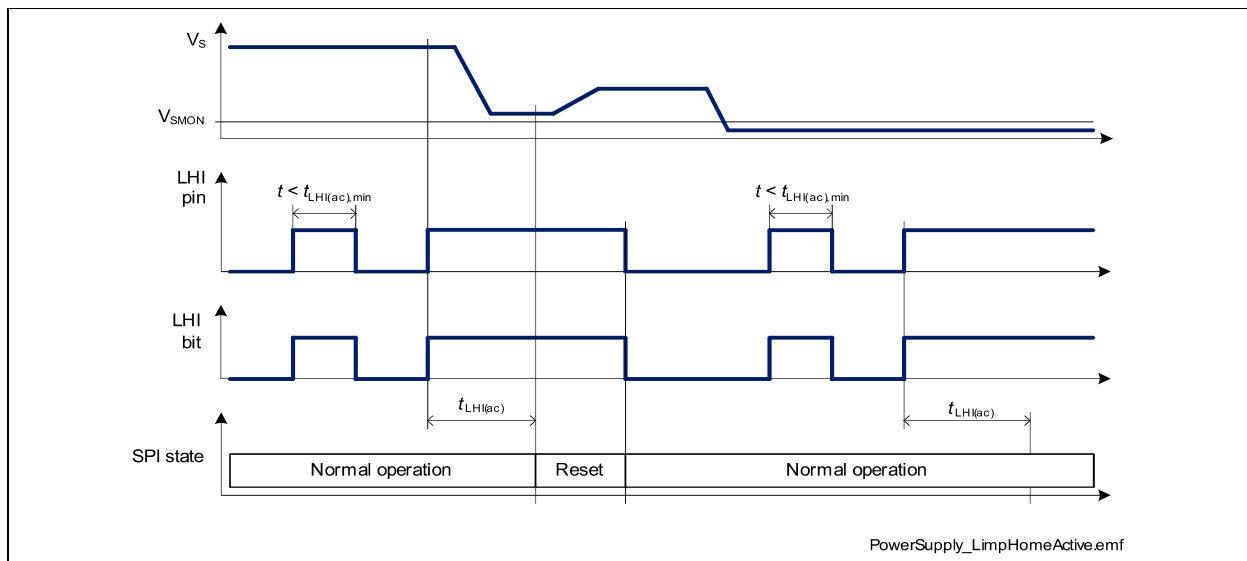 VS
VSMON
LHI
pin
t < tLHI(ac),min
t < tLHI(ac),min
LHI
bit
tLHI(ac)
tLHI(ac)
SPI state
Normal operation
Reset
Normal operation
PowerSupply_LimpHomeActive.emf